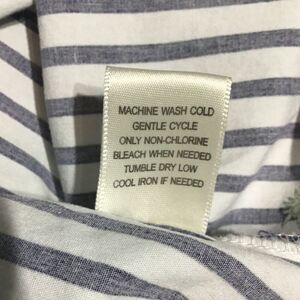 MACHINE WASH COLD
GENTLE CYCLE
ONLY NON-CHLORINE
BLEACH WHEN NEEDED
TUMBLE DRY LOW
COOL IRON IF NEEDED